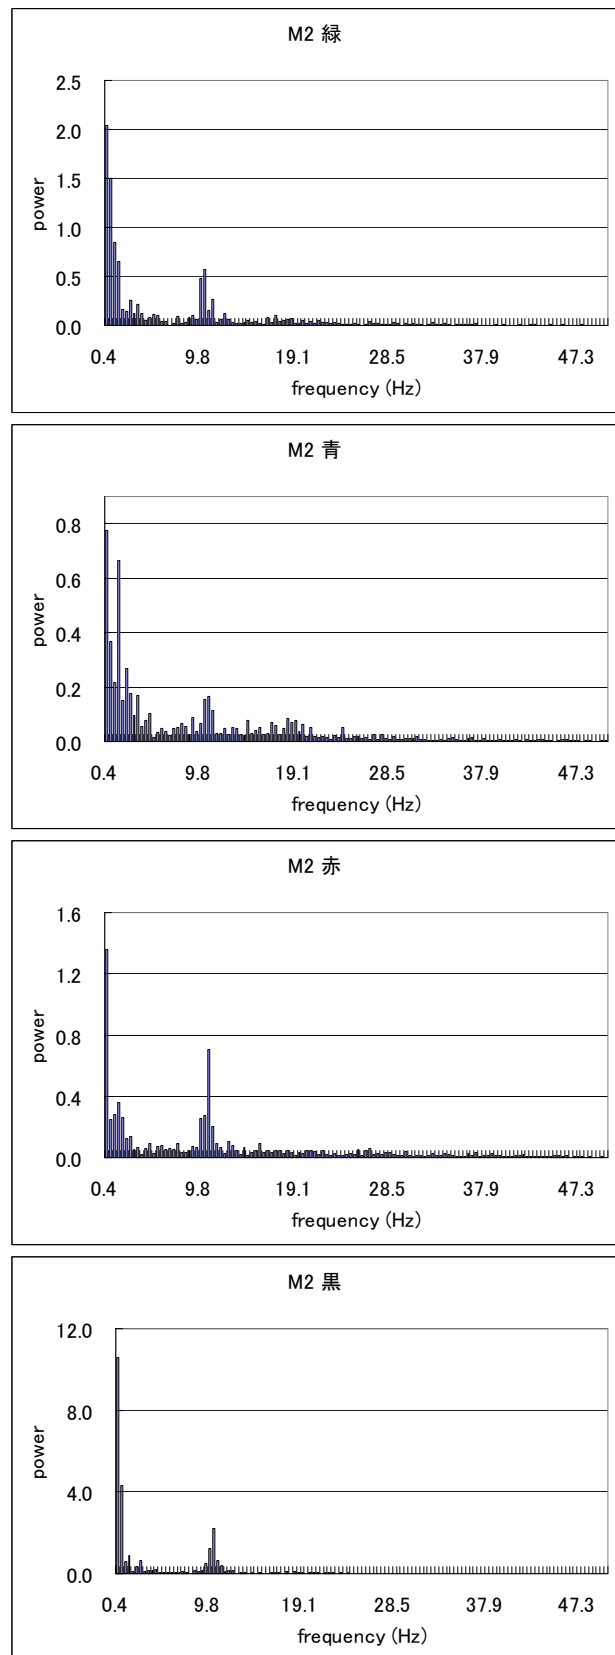 M2 緑
2.5
2.0
1.5
1.0
0.5
0.0
power
0.4 9.8 19.1 28.5 37.9 47.3
frequency (Hz)
M2 青
0.8
0.6
0.4
0.2
0.0
power
0.4 9.8 19.1 28.5 37.9 47.3
frequency (Hz)
M2 赤
1.6
1.2
0.8
0.4
0.0
power
0.4 9.8 19.1 28.5 37.9 47.3
frequency (Hz)
M2 黒
12.0
8.0
4.0
0.0
power
0.4 9.8 19.1 28.5 37.9 47.3
frequency (Hz)